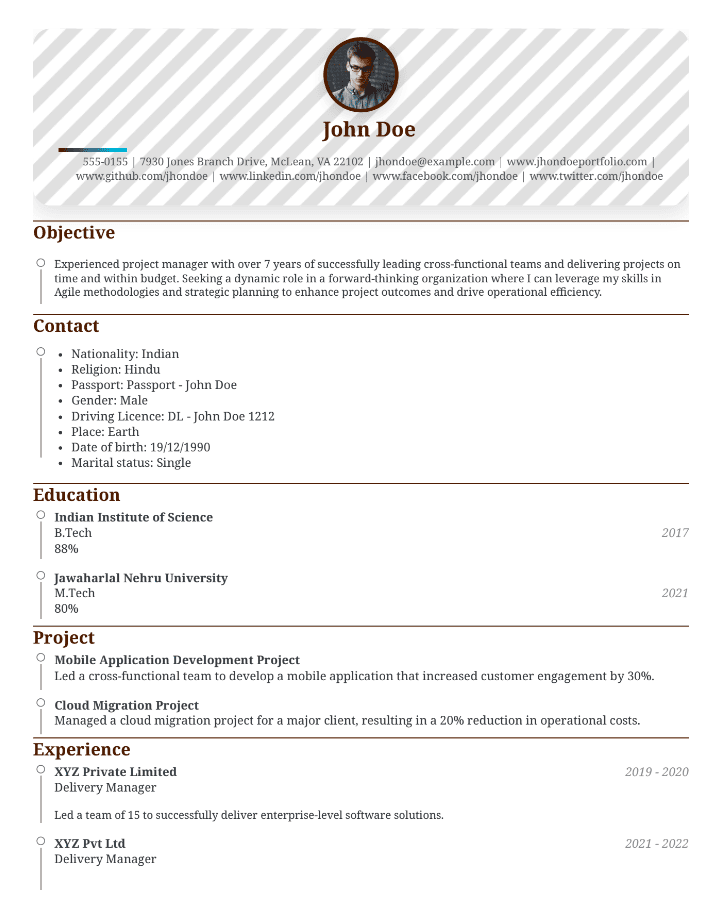 John Doe
555-0155 | 7930 Jones Branch Drive, McLean, VA 22102 | jhondoe@example.com | www.jhondoeportfolio.com |
www.github.com/jhondoe | www.linkedin.com/jhondoe | www.facebook.com/jhondoe | www.twitter.com/jhondoe
Objective
Experienced project manager with over 7 years of successfully leading cross-functional teams and delivering projects on
time and within budget. Seeking a dynamic role in a forward-thinking organization where I can leverage my skills in
Agile methodologies and strategic planning to enhance project outcomes and drive operational efficiency.
Contact
• Nationality: Indian
• Religion: Hindu
• Passport: Passport - John Doe
• Gender: Male
• Driving Licence: DL - John Doe 1212
• Place: Earth
• Date of birth: 19/12/1990
• Marital status: Single
Education
Indian Institute of Science
B.Tech 2017
88%
Jawaharlal Nehru University
M.Tech 2021
80%
Project
Mobile Application Development Project
Led a cross-functional team to develop a mobile application that increased customer engagement by 30%.
Cloud Migration Project
Managed a cloud migration project for a major client, resulting in a 20% reduction in operational costs.
Experience
XYZ Private Limited 2019 - 2020
Delivery Manager
Led a team of 15 to successfully deliver enterprise-level software solutions.
XYZ Pvt Ltd 2021 - 2022
Delivery Manager